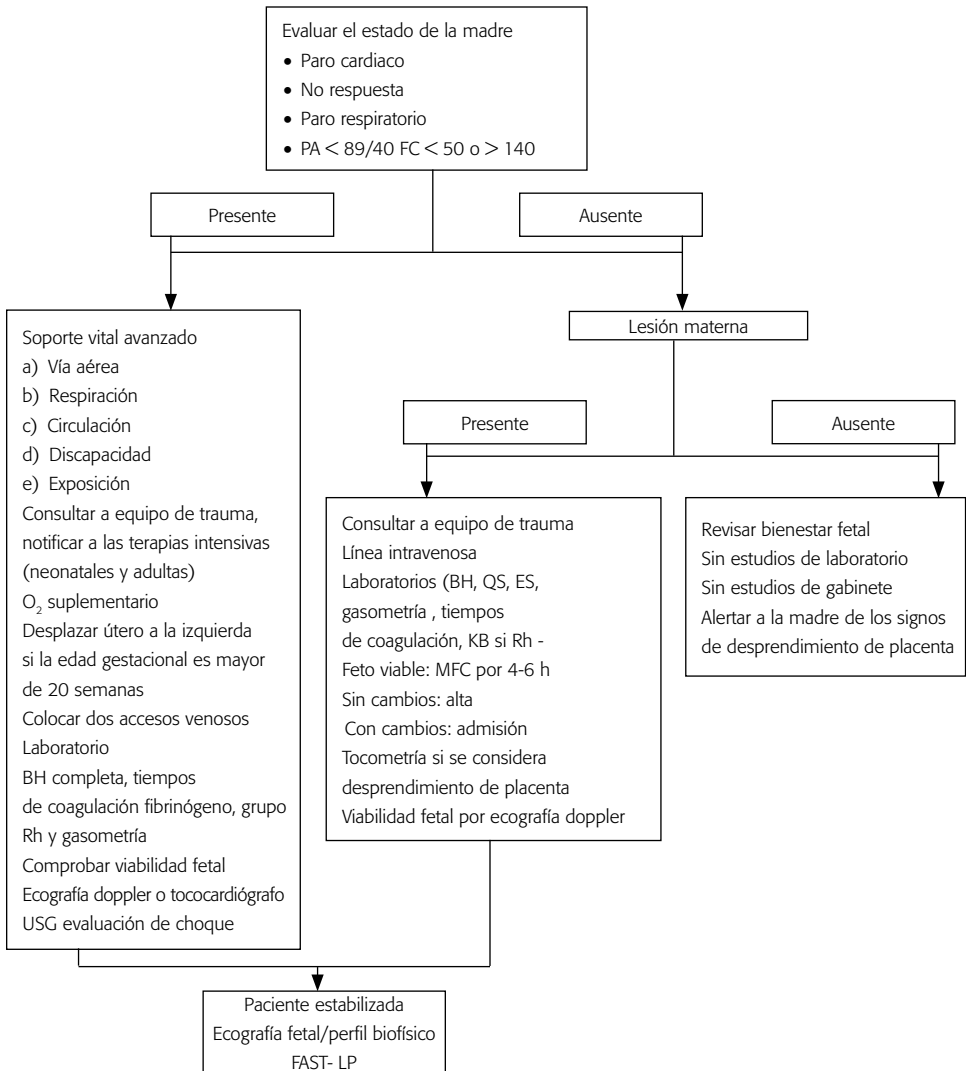 Evaluar el estado de la madre
• Paro cardiaco
• No respuesta
• Paro respiratorio
• PA < 89/40 FC < 50 o > 140
Presente
Ausente
Soporte vital avanzado
a) Vía aérea
b) Respiración
c) Circulación
d) Discapacidad
e) Exposición
Consultar a equipo de trauma,
notificar a las terapias intensivas
(neonatales y adultas)
O₂ suplementario
Desplazar útero a la izquierda
si la edad gestacional es mayor
de 20 semanas
Colocar dos accesos venosos
Laboratorio
BH completa, tiempos
de coagulación fibrinógeno, grupo
Rh y gasometría
Comprobar viabilidad fetal
Ecografía doppler o tococardiógrafo
USG evaluación de choque
Lesión materna
Presente
Ausente
Consultar a equipo de trauma
Línea intravenosa
Laboratorios (BH, QS, ES,
gasometría , tiempos
de coagulación, KB si Rh -
Feto viable: MFC por 4-6 h
Sin cambios: alta
Con cambios: admisión
Tocometría si se considera
desprendimiento de placenta
Viabilidad fetal por ecografía doppler
Revisar bienestar fetal
Sin estudios de laboratorio
Sin estudios de gabinete
Alertar a la madre de los signos
de desprendimiento de placenta
Paciente estabilizada
Ecografía fetal/perfil biofísico
FAST- LP